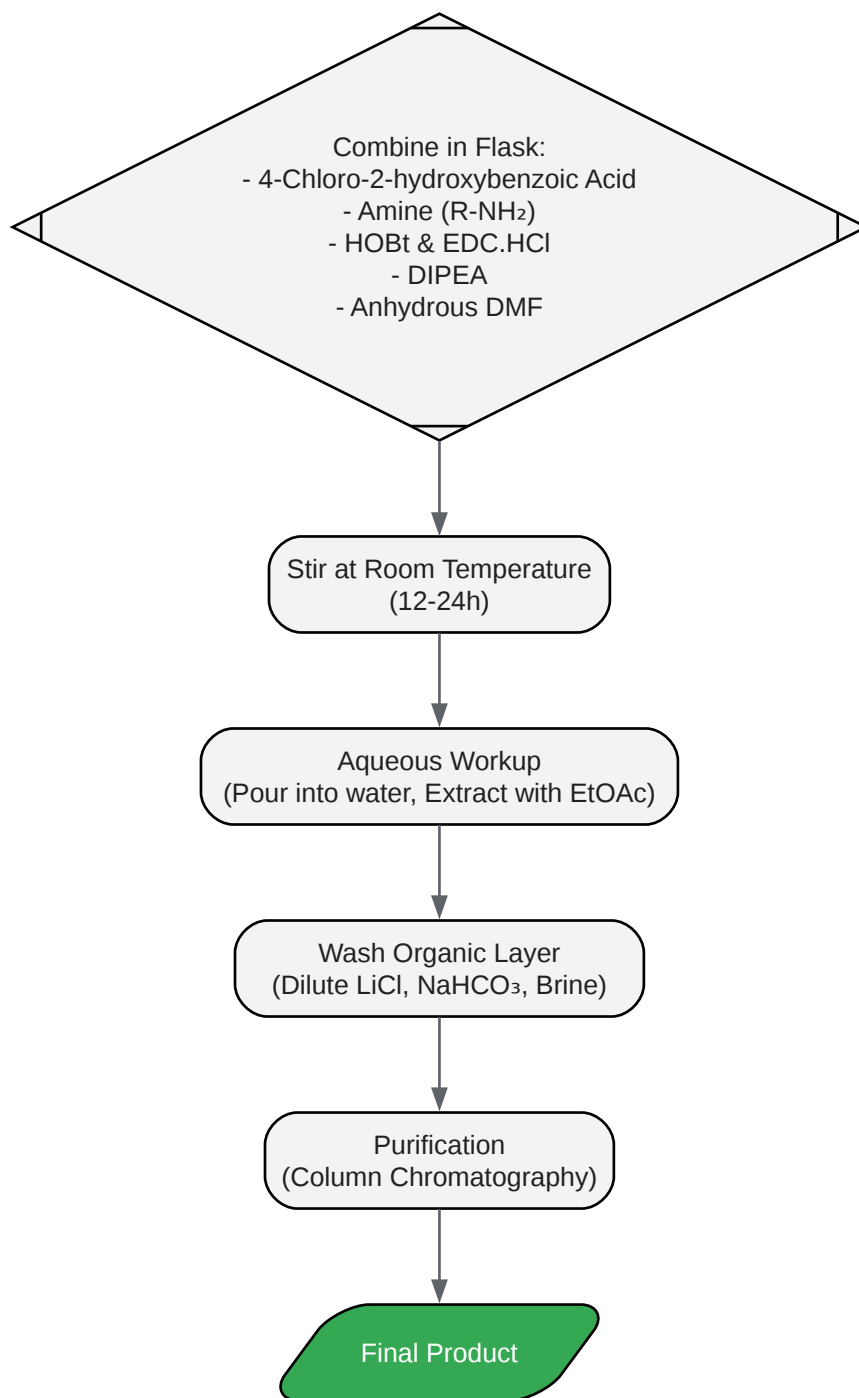 Combine in Flask:
- 4-Chloro-2-hydroxybenzoic Acid
- Amine (R-NH₂)
- HOBt & EDC.HCl
- DIPEA
- Anhydrous DMF
Stir at Room Temperature
(12-24h)
Aqueous Workup
(Pour into water, Extract with EtOAc)
Wash Organic Layer
(Dilute LiCl, NaHCO₃, Brine)
Purification
(Column Chromatography)
Final Product